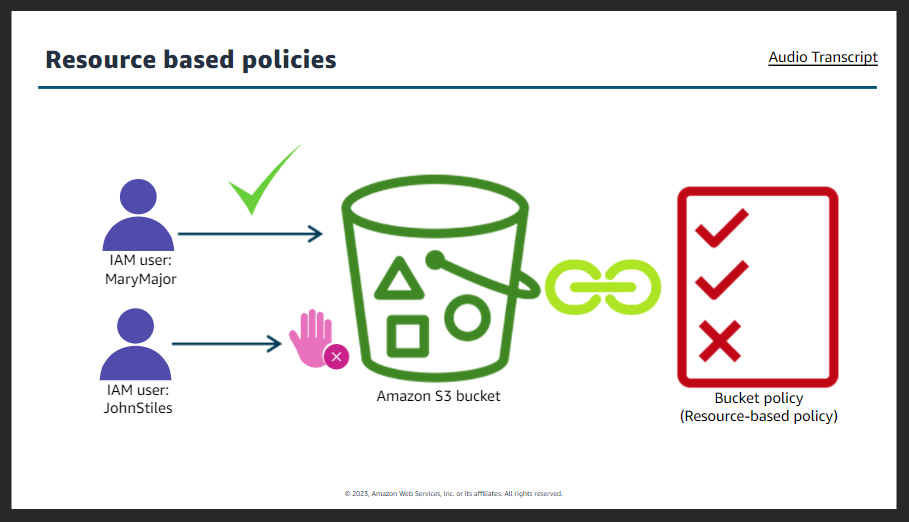 Resource based policies
Audio Transcript
IAM user:
MaryMajor
IAM user:
JohnStiles
Amazon S3 bucket
Bucket policy
(Resource-based policy)
© 2023, Amazon Web Services, Inc. or its affiliates. All rights reserved.